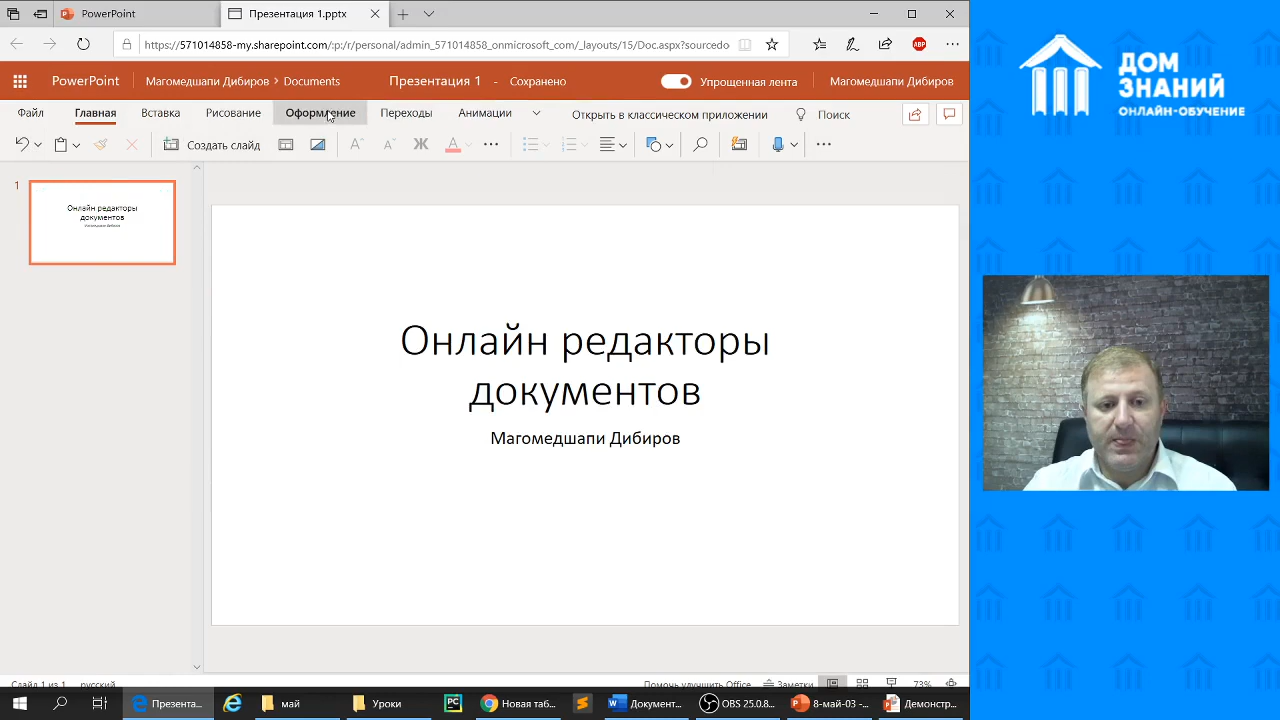 PowerPoint
Презентация 1.pptx
https://571014858-my.sharepoint.com/:p:/r/personal/admin_571014858_onmicrosoft_com/_layouts/15/Doc.aspx?sourcedo
ABP
PowerPoint
Магомедшапи Дибиров > Documents
Презентация 1 - Сохранено
Упрощенная лента
Магомедшапи Дибиров
Файл
Главная
Вставка
Рисование
Оформление
Переходы
Анимации
Открыть в классическом приложении
Поиск
Создать слайд
Ж
1
Онлайн редакторы
документов
Магомедшапи Дибиров
Онлайн редакторы
документов
Магомедшапи Дибиров
Слайд 1 из 1
русский
Помочь улучшить Office
Заметки
73%
Презента...
май
Уроки
Новая таб...
Документ...
OBS 25.0.8...
8-май-03 -...
Демонстр...
ДОМ
ЗНАНИЙ
ОНЛАЙН-ОБУЧЕНИЕ